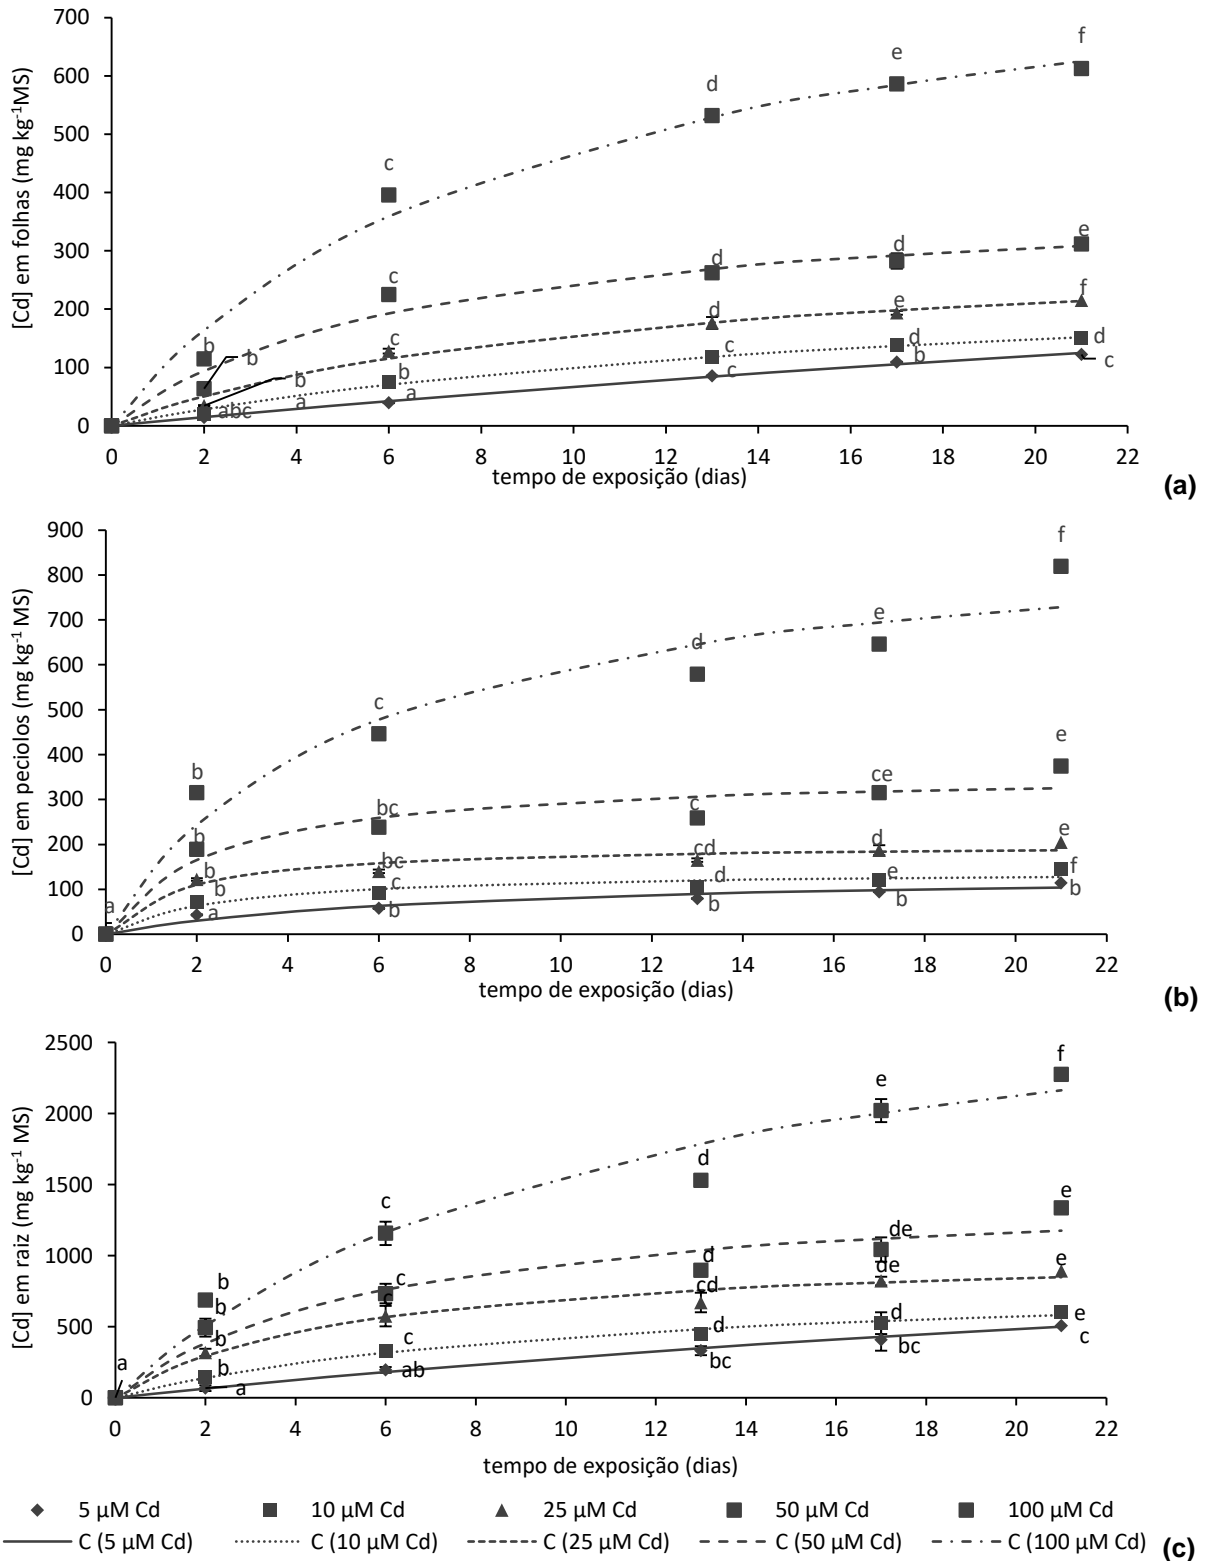 700
600
500
400
300
200
100
0
[Cd] em folhas (mg kg⁻¹MS)
f
e
d
c
e
d
d
c
b
b
f
e
d
c
b
d
d
c
b
a
a
abc
b
c
b
c
0 2 4 6 8 10 12 14 16 18 20 22
tempo de exposição (dias)
(a)
900
800
700
600
500
400
300
200
100
0
[Cd] em peciolos (mg kg⁻¹ MS)
f
e
d
c
b
e
ce
c
bc
b
e
d
cd
bc
b
f
e
d
c
b
a
a
b
b
b
b
0 2 4 6 8 10 12 14 16 18 20 22
tempo de exposição (dias)
(b)
2500
2000
1500
1000
500
0
[Cd] em raiz (mg kg⁻¹ MS)
f
e
d
c
b
e
de
d
c
b
e
de
cd
c
b
e
d
d
c
b
a
a
ab
bc
bc
c
0 2 4 6 8 10 12 14 16 18 20 22
tempo de exposição (dias)
5 µM Cd 10 µM Cd 25 µM Cd 50 µM Cd 100 µM Cd
C (5 µM Cd) C (10 µM Cd) C (25 µM Cd) C (50 µM Cd) C (100 µM Cd)
(c)